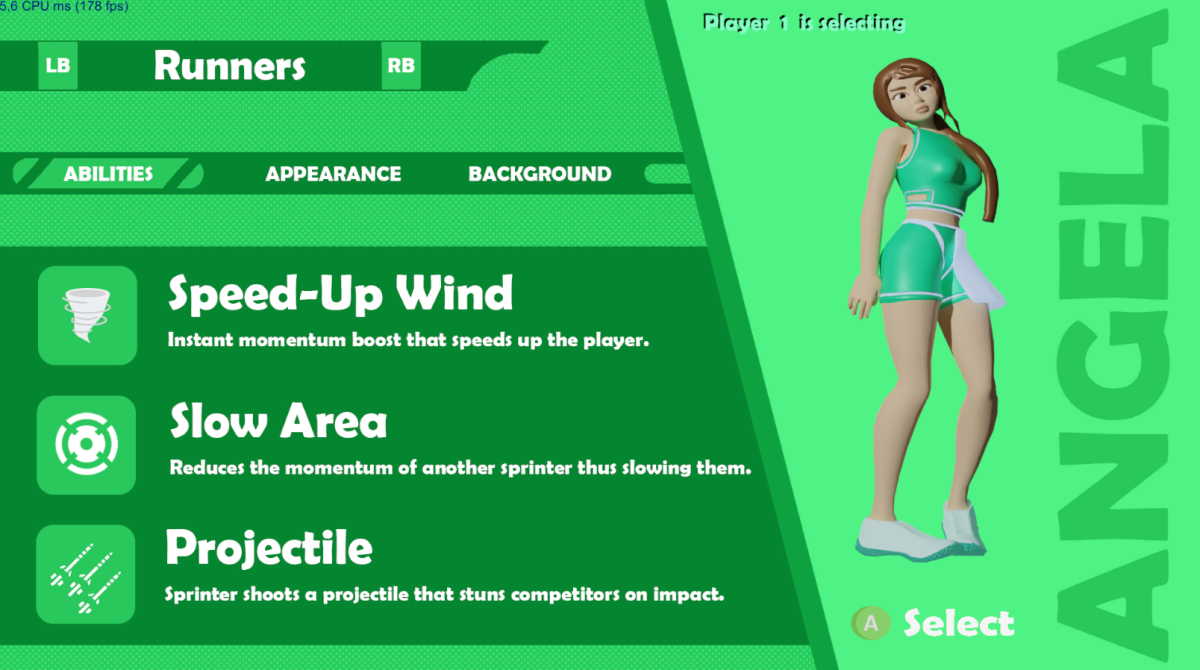 5,6 CPU ms (178 fps)
Player 1 is selecting
LB Runners RB
ABILITIES APPEARANCE BACKGROUND
Speed-Up Wind
Instant momentum boost that speeds up the player.
Slow Area
Reduces the momentum of another sprinter thus slowing them.
Projectile
Sprinter shoots a projectile that stuns competitors on impact.
ANGELA
A Select